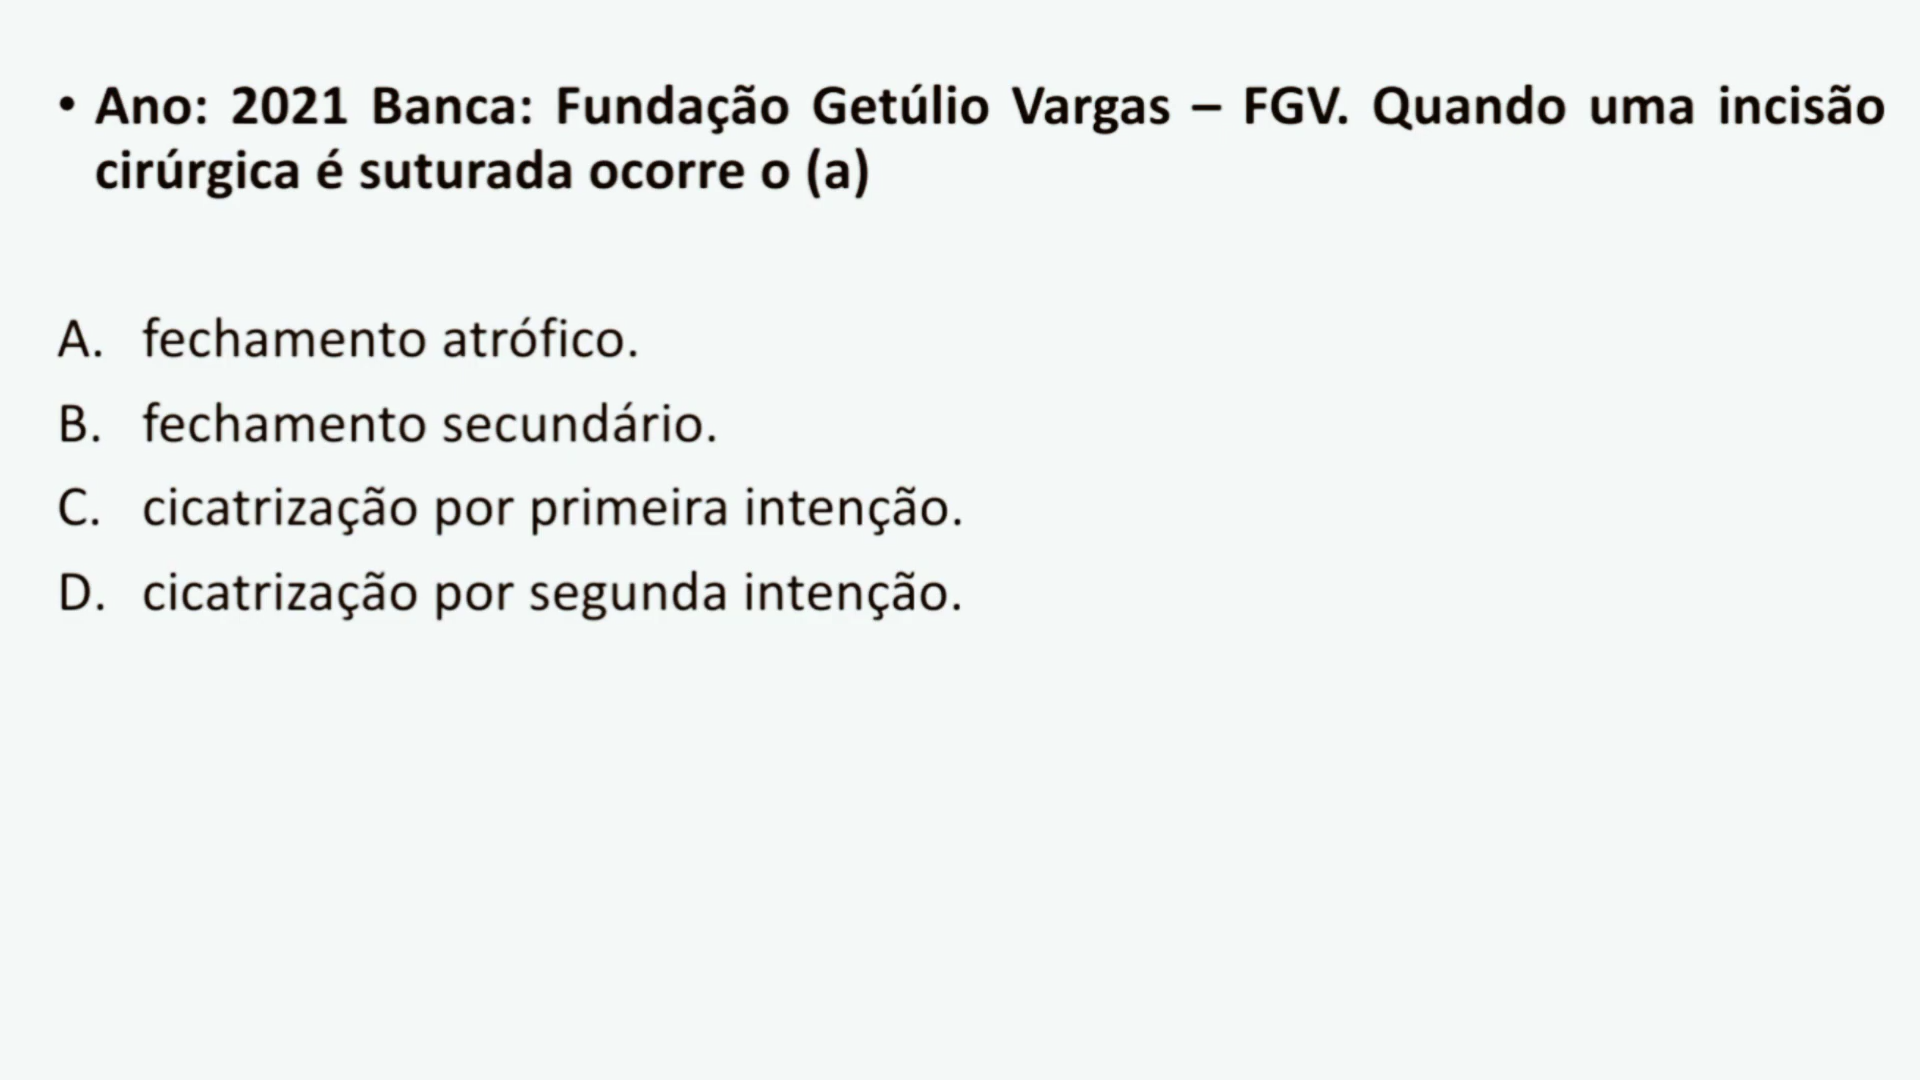 • Ano: 2021 Banca: Fundação Getúlio Vargas – FGV. Quando uma incisão
cirúrgica é suturada ocorre o (a)
A. fechamento atrófico.
B. fechamento secundário.
C. cicatrização por primeira intenção.
D. cicatrização por segunda intenção.